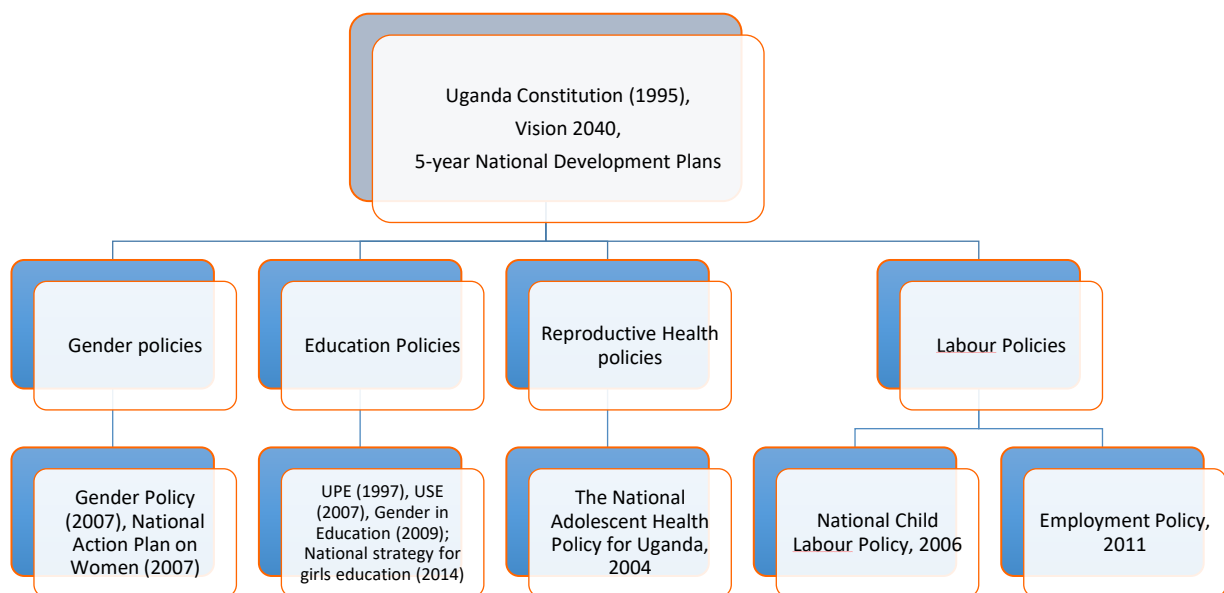 Uganda Constitution (1995),
Vision 2040,
5-year National Development Plans
Gender policies
Education Policies
Reproductive Health
policies
Labour Policies
Gender Policy
(2007), National
Action Plan on
Women (2007)
UPE (1997), USE
(2007), Gender in
Education (2009);
National strategy for
girls education (2014)
The National
Adolescent Health
Policy for Uganda,
2004
National Child
Labour Policy, 2006
Employment Policy,
2011